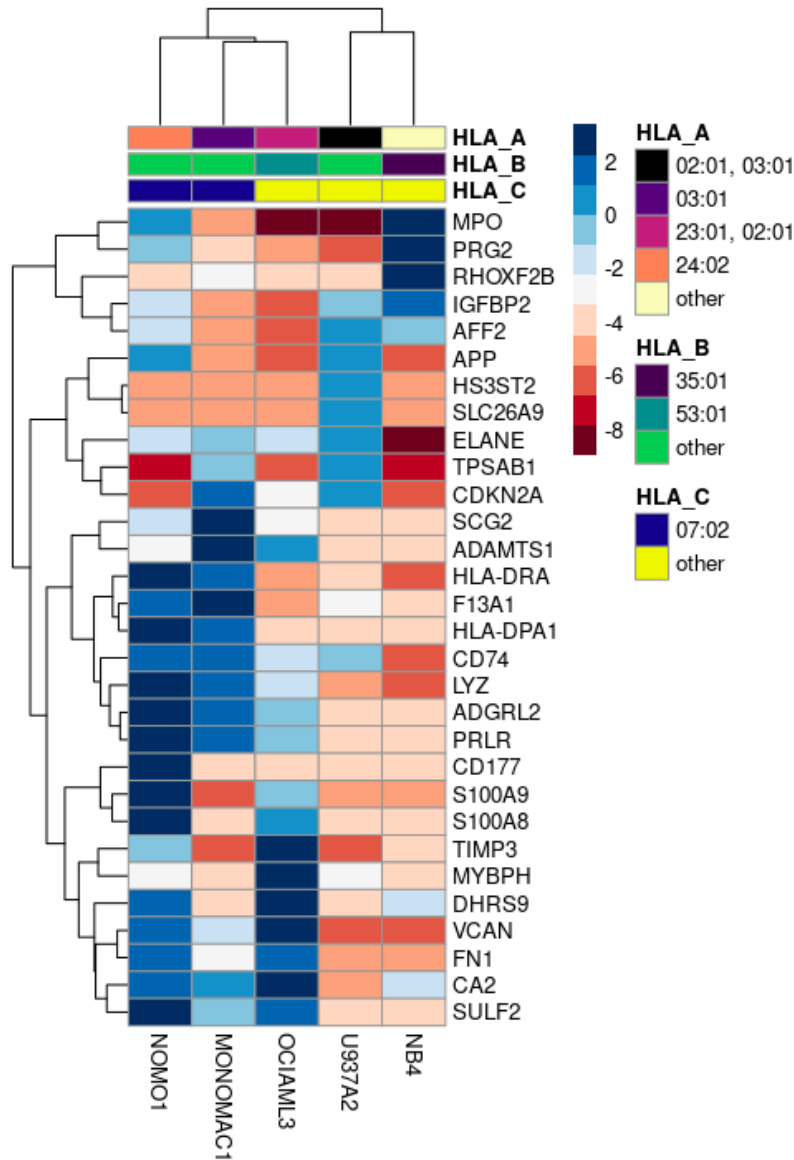 HLA_A
HLA_B
HLA_C
MPO
PRG2
RHOXF2B
IGFBP2
AFF2
APP
HS3ST2
SLC26A9
ELANE
TPSAB1
CDKN2A
SCG2
ADAMTS1
HLA-DRA
F13A1
HLA-DPA1
CD74
LYZ
ADGRL2
PRLR
CD177
S100A9
S100A8
TIMP3
MYBPH
DHRS9
VCAN
FN1
CA2
SULF2
NOMO1
MONOMAC1
OCIAML3
U937A2
NB4
2
0
-2
-4
-6
-8
HLA_A
02:01, 03:01
03:01
23:01, 02:01
24:02
other
HLA_B
35:01
53:01
other
HLA_C
07:02
other